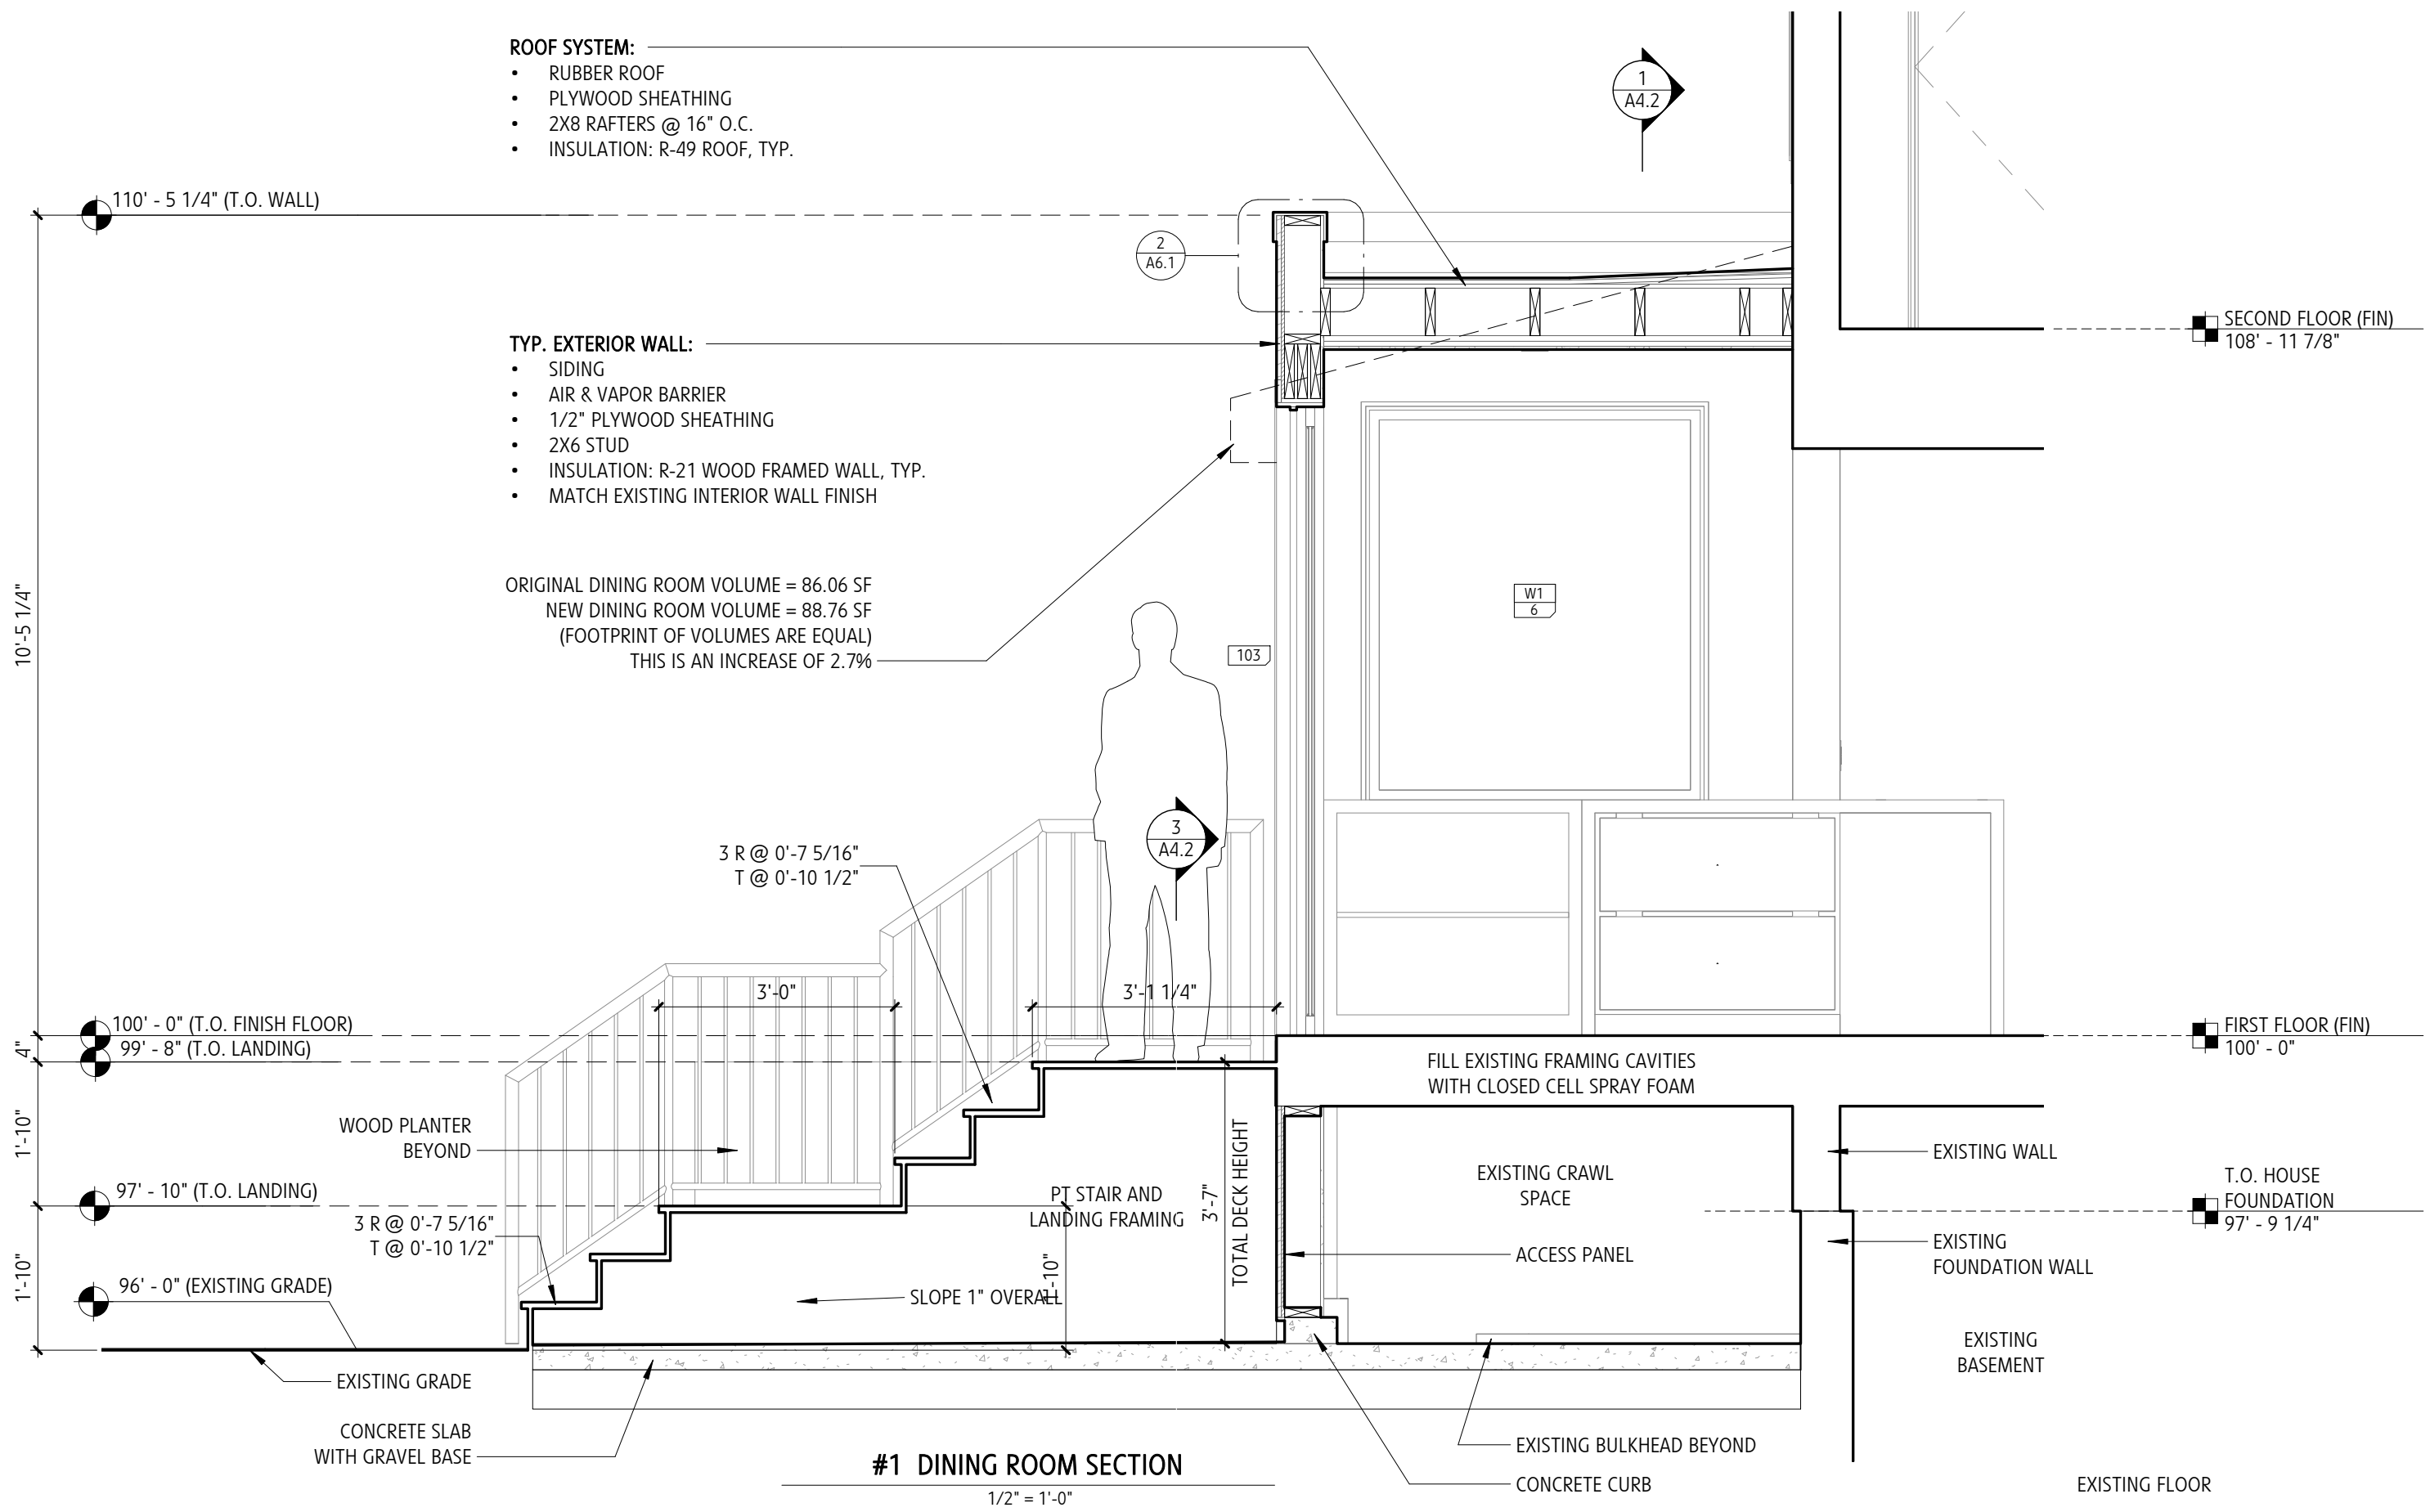 ROOF SYSTEM:
• RUBBER ROOF
• PLYWOOD SHEATHING
• 2X8 RAFTERS @ 16" O.C.
• INSULATION: R-49 ROOF, TYP.
1
A4.2
110' - 5 1/4" (T.O. WALL)
2
A6.1
SECOND FLOOR (FIN)
108' - 11 7/8"
TYP. EXTERIOR WALL:
• SIDING
• AIR & VAPOR BARRIER
• 1/2" PLYWOOD SHEATHING
• 2X6 STUD
• INSULATION: R-21 WOOD FRAMED WALL, TYP.
• MATCH EXISTING INTERIOR WALL FINISH
ORIGINAL DINING ROOM VOLUME = 86.06 SF
NEW DINING ROOM VOLUME = 88.76 SF
(FOOTPRINT OF VOLUMES ARE EQUAL)
THIS IS AN INCREASE OF 2.7%
10'-5 1/4"
W1
6
103
3
A4.2
3 R @ 0'-7 5/16"
T @ 0'-10 1/2"
3'-0"
3'-1 1/4"
100' - 0" (T.O. FINISH FLOOR)
4"
99' - 8" (T.O. LANDING)
FIRST FLOOR (FIN)
100' - 0"
FILL EXISTING FRAMING CAVITIES
WITH CLOSED CELL SPRAY FOAM
1'-10"
WOOD PLANTER
BEYOND
97' - 10" (T.O. LANDING)
PT STAIR AND
LANDING FRAMING
3'-7"
TOTAL DECK HEIGHT
EXISTING CRAWL
SPACE
EXISTING WALL
T.O. HOUSE
FOUNDATION
97' - 9 1/4"
3 R @ 0'-7 5/16"
T @ 0'-10 1/2"
1'-10"
96' - 0" (EXISTING GRADE)
SLOPE 1" OVERALL
1'-10"
ACCESS PANEL
EXISTING
FOUNDATION WALL
EXISTING
BASEMENT
EXISTING GRADE
CONCRETE SLAB
WITH GRAVEL BASE
EXISTING BULKHEAD BEYOND
CONCRETE CURB
EXISTING FLOOR
#1 DINING ROOM SECTION
1/2" = 1'-0"